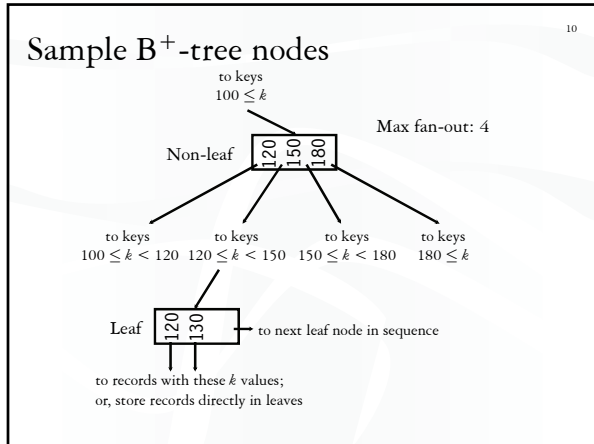 10
Sample B⁺-tree nodes
to keys
100 ≤ k
Max fan-out: 4
Non-leaf
120
150
180
to keys
100 ≤ k < 120
to keys
120 ≤ k < 150
to keys
150 ≤ k < 180
to keys
180 ≤ k
Leaf
120
130
to next leaf node in sequence
to records with these k values;
or, store records directly in leaves